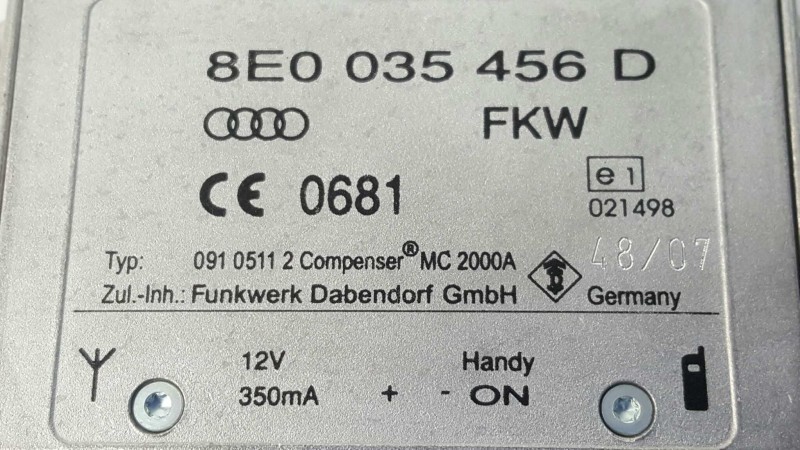 8E0 035 456 D
FKW
CE 0681
e 1
021498
48/07
Typ: 091 0511 2 Compenser® MC 2000A
Zul.-Inh.: Funkwerk Dabendorf GmbH Germany
12V Handy
350mA + - ON